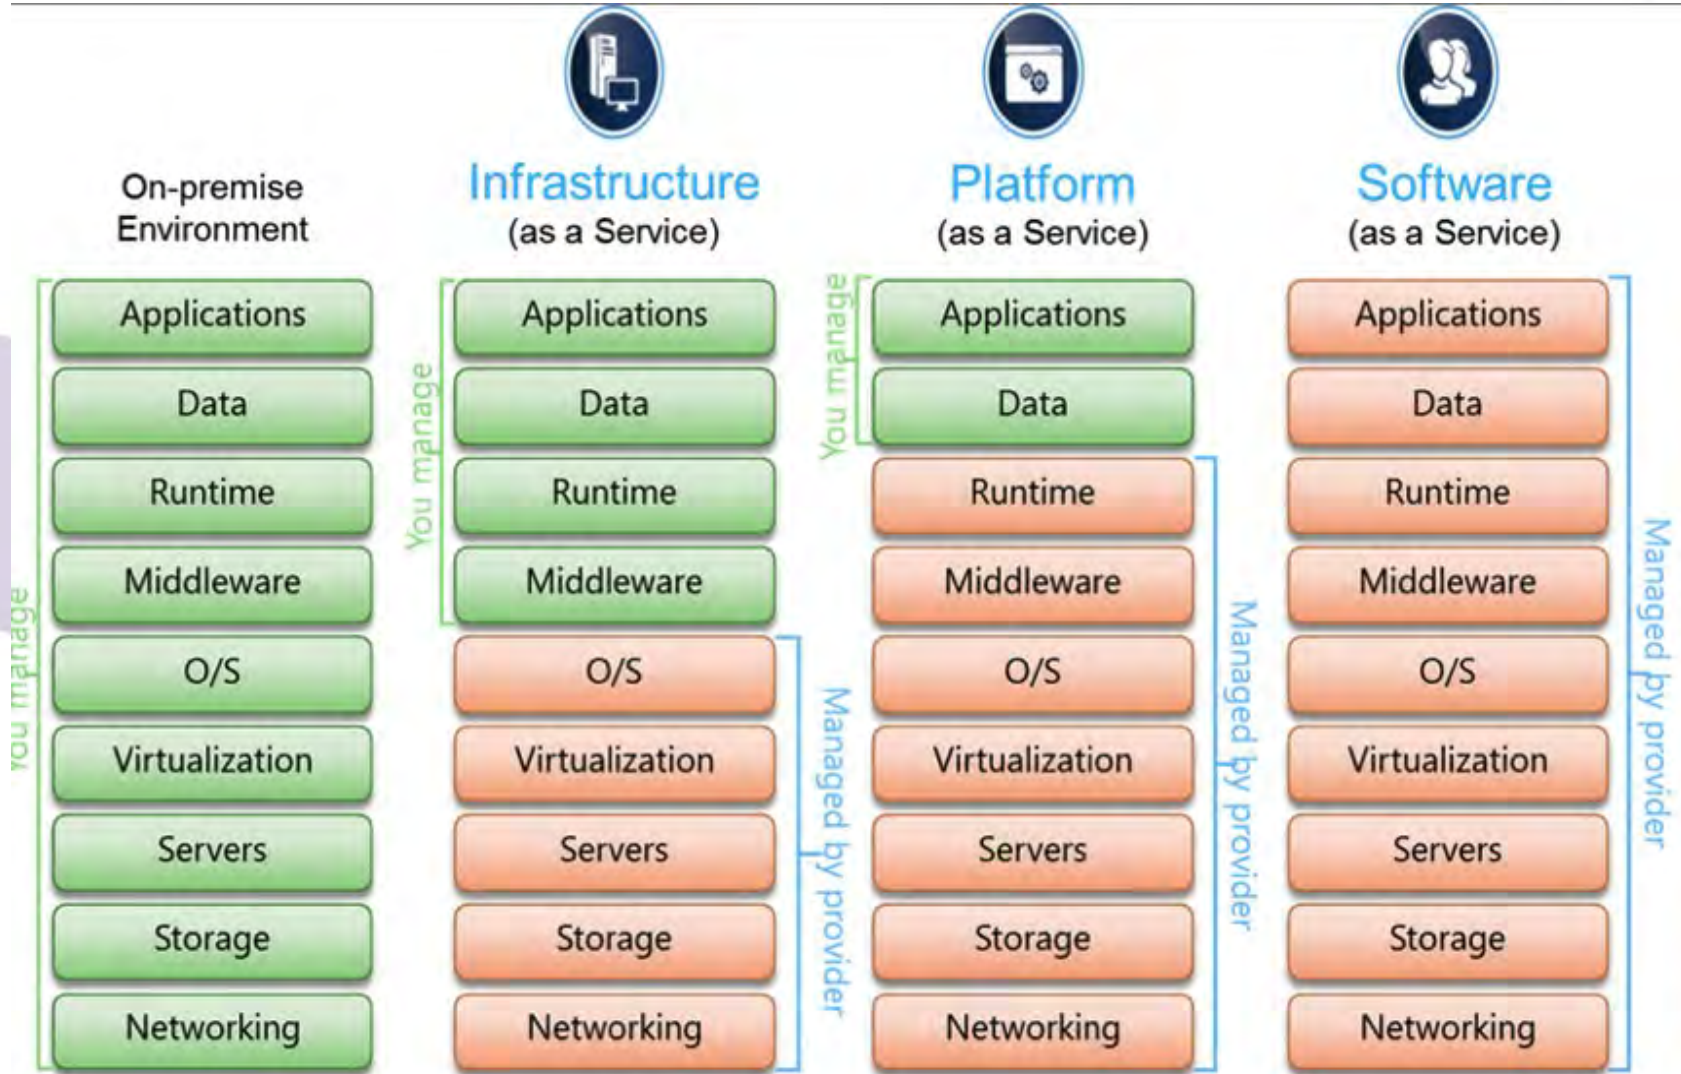 On-premise
Environment
You manage
Applications
Data
Runtime
Middleware
O/S
Virtualization
Servers
Storage
Networking
Infrastructure
(as a Service)
You manage
Applications
Data
Runtime
Middleware
O/S
Virtualization
Servers
Storage
Networking
Managed by provider
Platform
(as a Service)
You manage
Applications
Data
Runtime
Middleware
O/S
Virtualization
Servers
Storage
Networking
Managed by provider
Software
(as a Service)
Applications
Data
Runtime
Middleware
O/S
Virtualization
Servers
Storage
Networking
Managed by provider